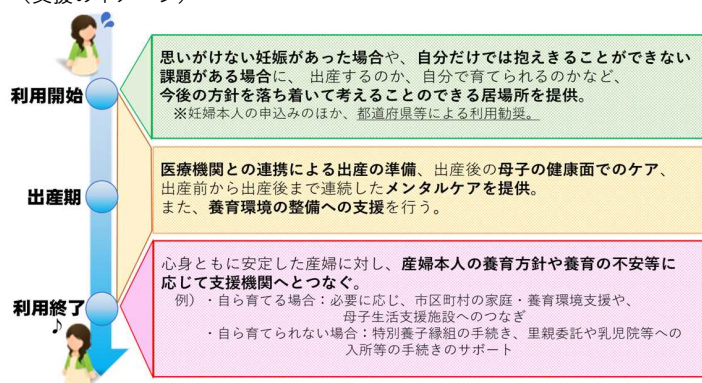 （支援のイメージ）
利用開始
思いがけない妊娠があった場合や、自分だけでは抱えきることができない
課題がある場合に、 出産するのか、自分で育てられるのかなど、
今後の方針を落ち着いて考えることのできる居場所を提供。
※妊婦本人の申込みのほか、都道府県等による利用勧奨。
出産期
医療機関との連携による出産の準備、出産後の母子の健康面でのケア、
出産前から出産後まで連続したメンタルケアを提供。
また、養育環境の整備への支援を行う。
利用終了
♪
心身ともに安定した産婦に対し、産婦本人の養育方針や養育の不安等に
応じて支援機関へとつなぐ。
例）・自ら育てる場合：必要に応じ、市区町村の家庭・養育環境支援や、
母子生活支援施設へのつなぎ
・自ら育てられない場合：特別養子縁組の手続き、里親委託や乳児院等への
入所等の手続きのサポート